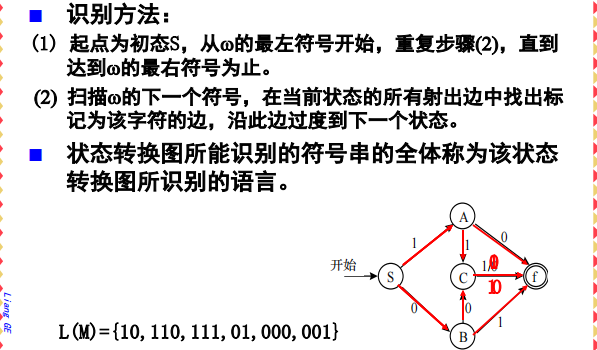 识别方法：
(1) 起点为初态S，从ω的最左符号开始，重复步骤(2)，直到
达到ω的最右符号为止。
(2) 扫描ω的下一个符号，在当前状态的所有射出边中找出标
记为该字符的边，沿此边过度到下一个状态。
状态转换图所能识别的符号串的全体称为该状态
转换图所识别的语言。
A
1
0
1
开始
S
C
1/0
f
10
0
0
1
B
L(M)={10,110,111,01,000,001}
Liang GE